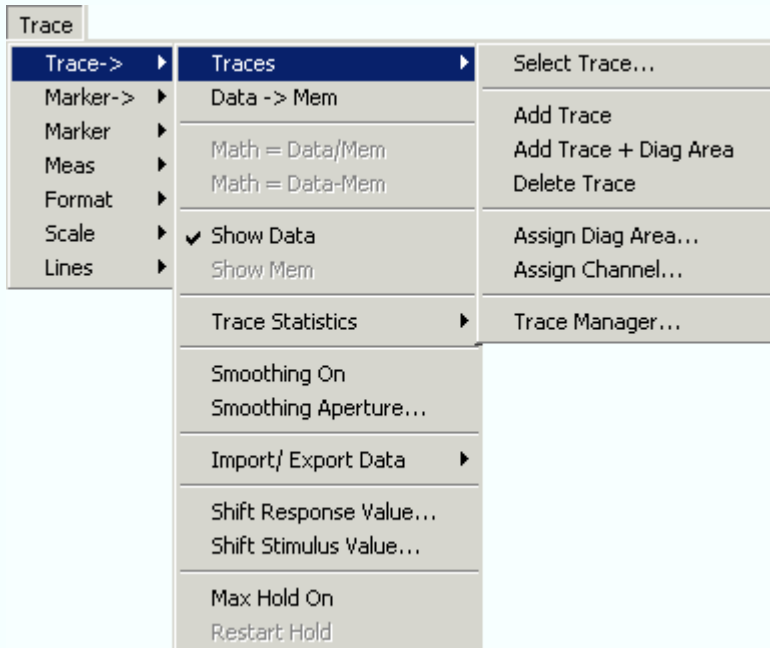 Trace
Trace->
Marker->
Marker
Meas
Format
Scale
Lines
Traces
Data -> Mem
Math = Data/Mem
Math = Data-Mem
Show Data
Show Mem
Trace Statistics
Smoothing On
Smoothing Aperture...
Import/ Export Data
Shift Response Value...
Shift Stimulus Value...
Max Hold On
Restart Hold
Select Trace...
Add Trace
Add Trace + Diag Area
Delete Trace
Assign Diag Area...
Assign Channel...
Trace Manager...